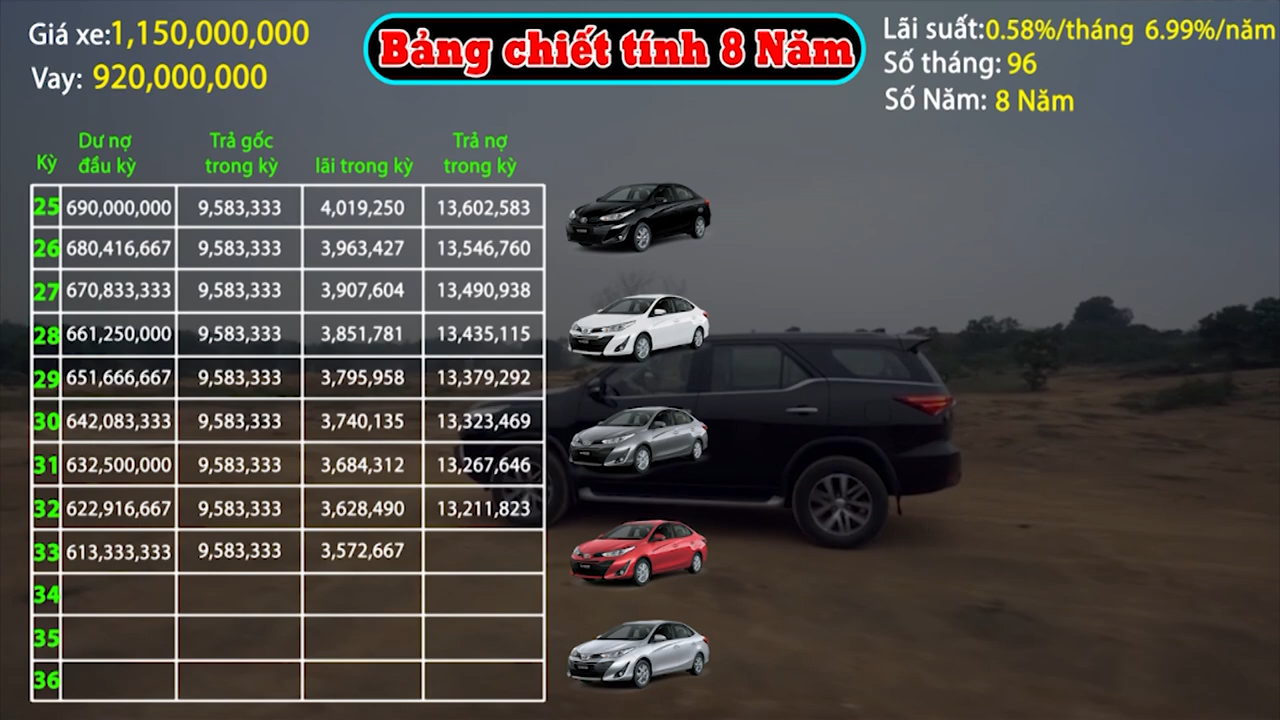 Giá xe:1,150,000,000
Vay: 920,000,000
Bảng chiết tính 8 Năm
Lãi suất:0.58%/tháng 6.99%/năm
Số tháng: 96
Số Năm: 8 Năm
Kỳ Dư nợ đầu kỳ Trả gốc trong kỳ lãi trong kỳ Trả nợ trong kỳ
25 690,000,000 9,583,333 4,019,250 13,602,583
26 680,416,667 9,583,333 3,963,427 13,546,760
27 670,833,333 9,583,333 3,907,604 13,490,938
28 661,250,000 9,583,333 3,851,781 13,435,115
29 651,666,667 9,583,333 3,795,958 13,379,292
30 642,083,333 9,583,333 3,740,135 13,323,469
31 632,500,000 9,583,333 3,684,312 13,267,646
32 622,916,667 9,583,333 3,628,490 13,211,823
33 613,333,333 9,583,333 3,572,667
34
35
36